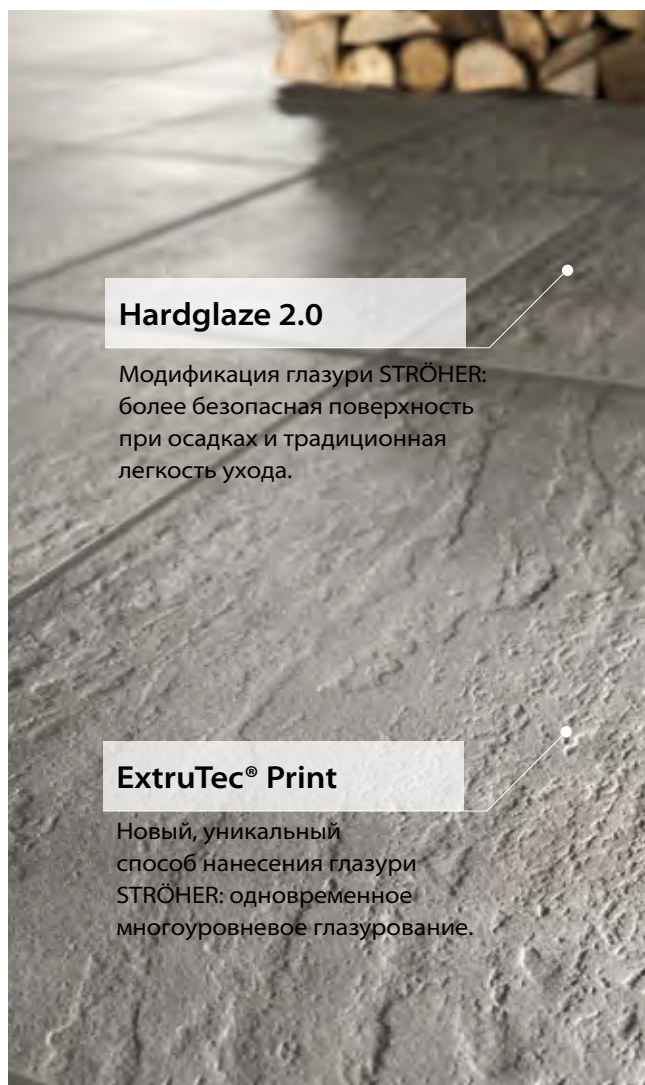 Hardglaze 2.0
Модификация глазури STRÖHER:
более безопасная поверхность
при осадках и традиционная
легкость ухода.
ExtruTec® Print
Новый, уникальный
способ нанесения глазури
STRÖHER: одновременное
многоуровневое глазурование.